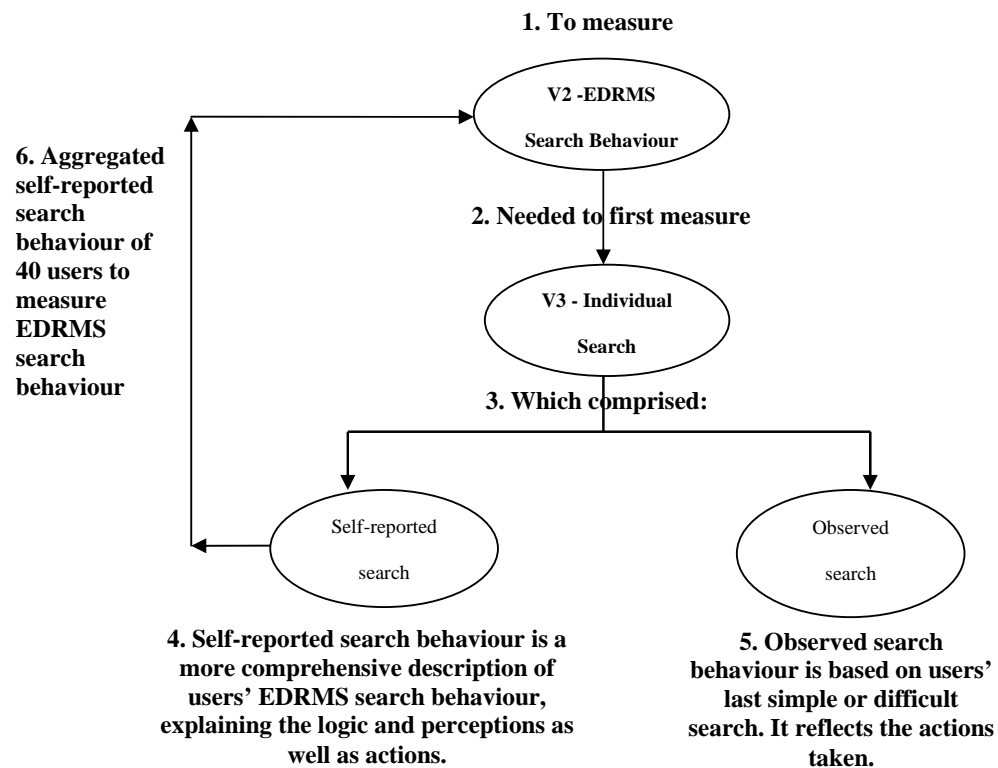 1. To measure
V2 -EDRMS
Search Behaviour
6. Aggregated
self-reported
search
behaviour of
40 users to
measure
EDRMS
search
behaviour
2. Needed to first measure
V3 - Individual
Search
3. Which comprised:
Self-reported
search
Observed
search
4. Self-reported search behaviour is a
more comprehensive description of
users’ EDRMS search behaviour,
explaining the logic and perceptions as
well as actions.
5. Observed search
behaviour is based on users’
last simple or difficult
search. It reflects the actions
taken.